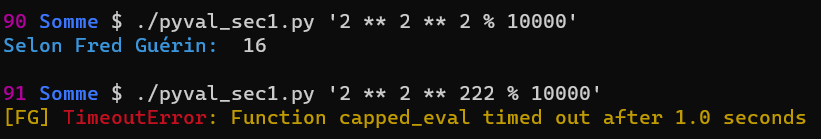 90 Somme $ ./pyval_sec1.py '2 ** 2 ** 2 % 10000'
Selon Fred Guérin:  16
91 Somme $ ./pyval_sec1.py '2 ** 2 ** 222 % 10000'
[FG] TimeoutError: Function capped_eval timed out after 1.0 seconds